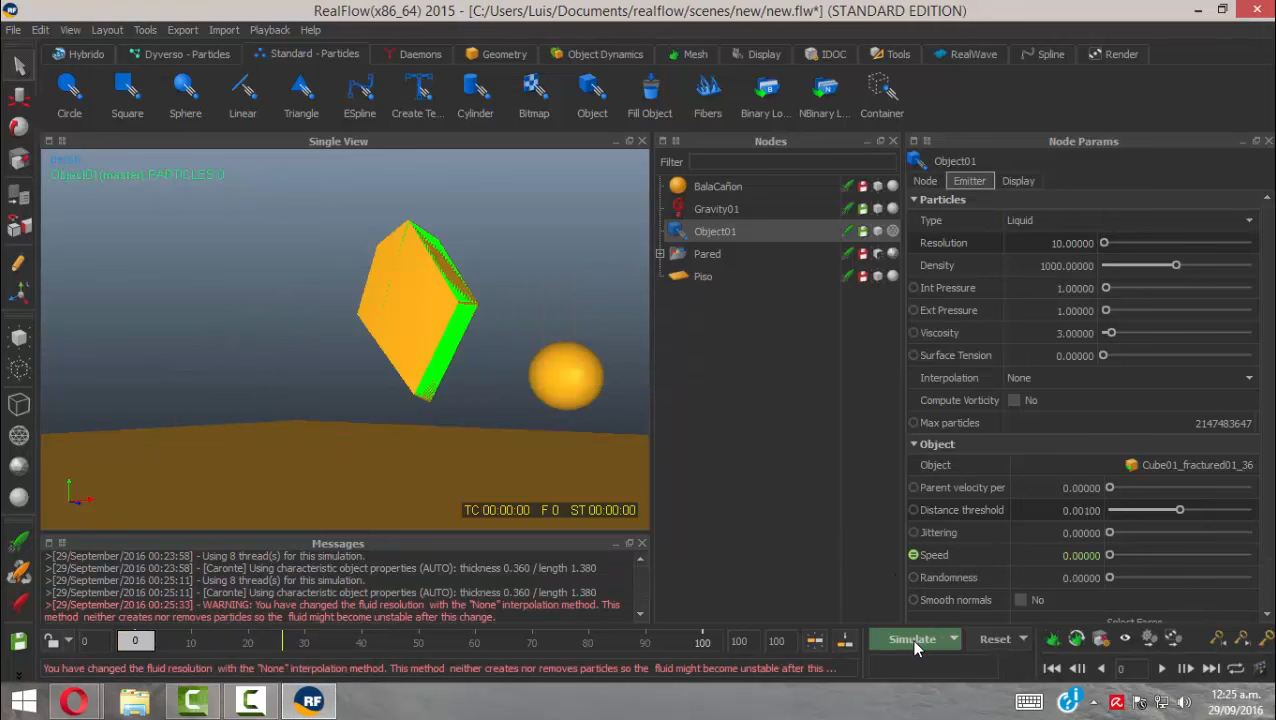 RealFlow(x86_64) 2015 - [C:/Users/Luis/Documents/realflow/scenes/new/new.flw*] (STANDARD EDITION)
File Edit View Layout Tools Export Import Playback Help
Hybrido Dyverso - Particles Standard - Particles Daemons Geometry Object Dynamics Mesh Display IDOC Tools RealWave Spline Render
Circle Square Sphere Linear Triangle ESpline Create Te... Cylinder Bitmap Object Fill Object Fibers Binary Lo... NBinary L... Container
Single View Nodes Node Params
Object01(master) PARTICLES 0
Filter
Object01
Node Emitter Display
BalaCañon
Gravity01
Object01
Pared
Piso
Particles
Type Liquid
Resolution 10.00000
Density 1000.00000
Int Pressure 1.00000
Ext Pressure 1.00000
Viscosity 3.00000
Surface Tension 0.00000
Interpolation None
Compute Vorticity No
Max particles 2147483647
Object
Object Cube01_fractured01_36
Parent velocity per 0.00000
Distance threshold 0.00100
Jittering 0.00000
Speed 0.00000
Randomness 0.00000
Smooth normals No
TC 00:00:00 F 0 ST 00:00:00
Messages
>[29/September/2016 00:23:58] - Using 8 thread(s) for this simulation.
>[29/September/2016 00:23:58] - [Caronte] Using characteristic object properties (AUTO): thickness 0.360 / length 1.380
>[29/September/2016 00:25:11] - Using 8 thread(s) for this simulation.
>[29/September/2016 00:25:11] - [Caronte] Using characteristic object properties (AUTO): thickness 0.360 / length 1.380
>[29/September/2016 00:25:33] - WARNING: You have changed the fluid resolution with the "None" interpolation method. This
method neither creates nor removes particles so the fluid might become unstable after this change.
0 0 10 20 30 40 50 60 70 80 90 100 100 100
Simulate Reset
You have changed the fluid resolution with the "None" interpolation method. This method neither creates nor removes particles so the fluid might become unstable after this ...
0
RF
12:25 a.m.
29/09/2016